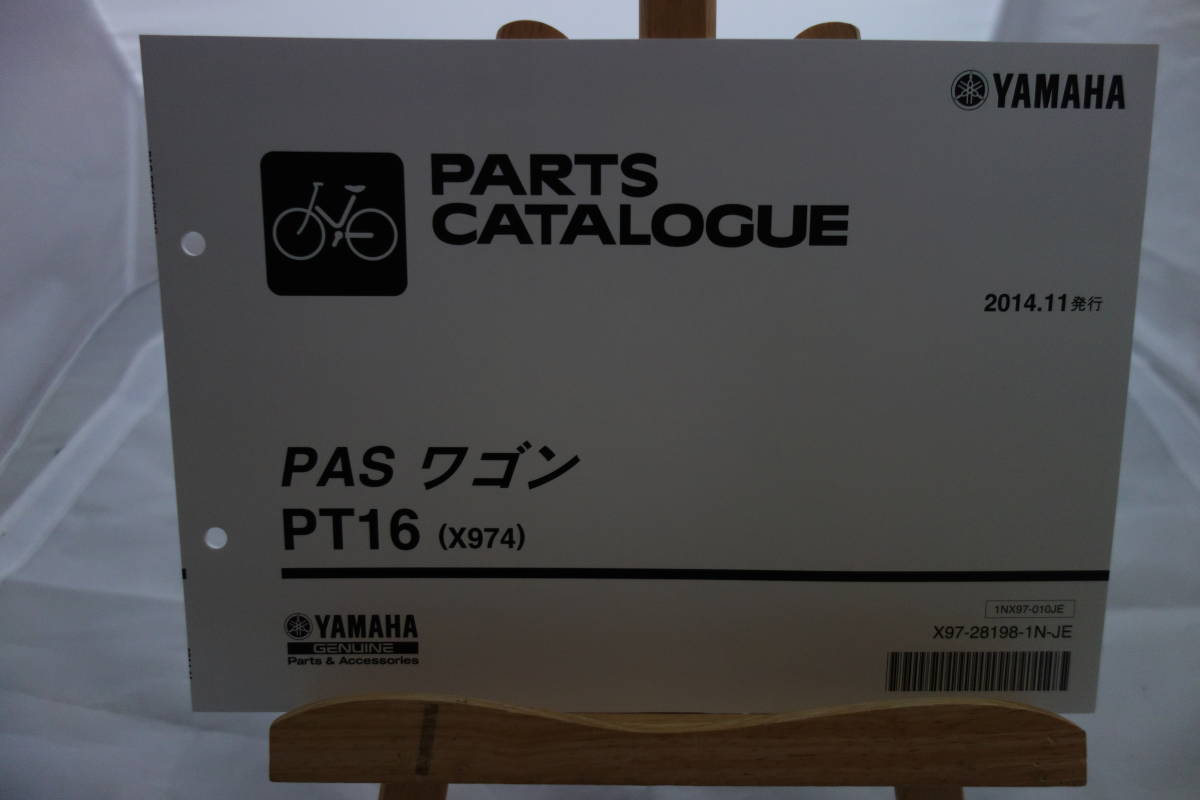 YAMAHA
PARTS
CATALOGUE
2014.11発行
PAS ワゴン
PT16 (X974)
YAMAHA
GENUINE
Parts & Accessories
1NX97-010JE
X97-28198-1N-JE